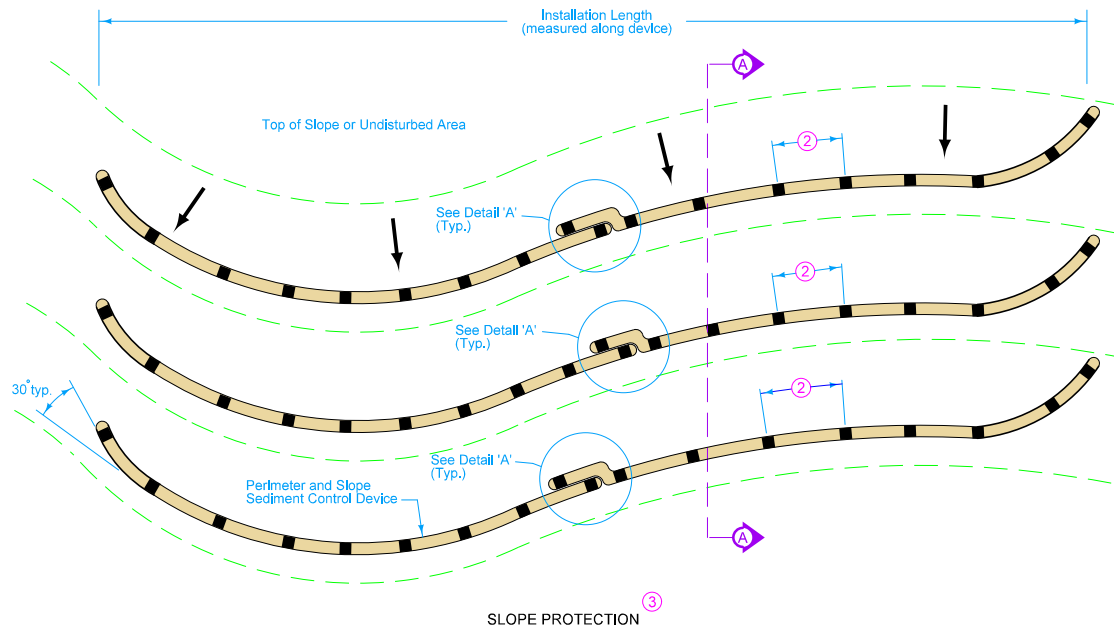 Installation Length
(measured along device)
A
Top of Slope or Undisturbed Area
2
See Detail 'A'
(Typ.)
2
See Detail 'A'
(Typ.)
30° typ.
2
See Detail 'A'
(Typ.)
Perimeter and Slope
Sediment Control Device
A
SLOPE PROTECTION 3